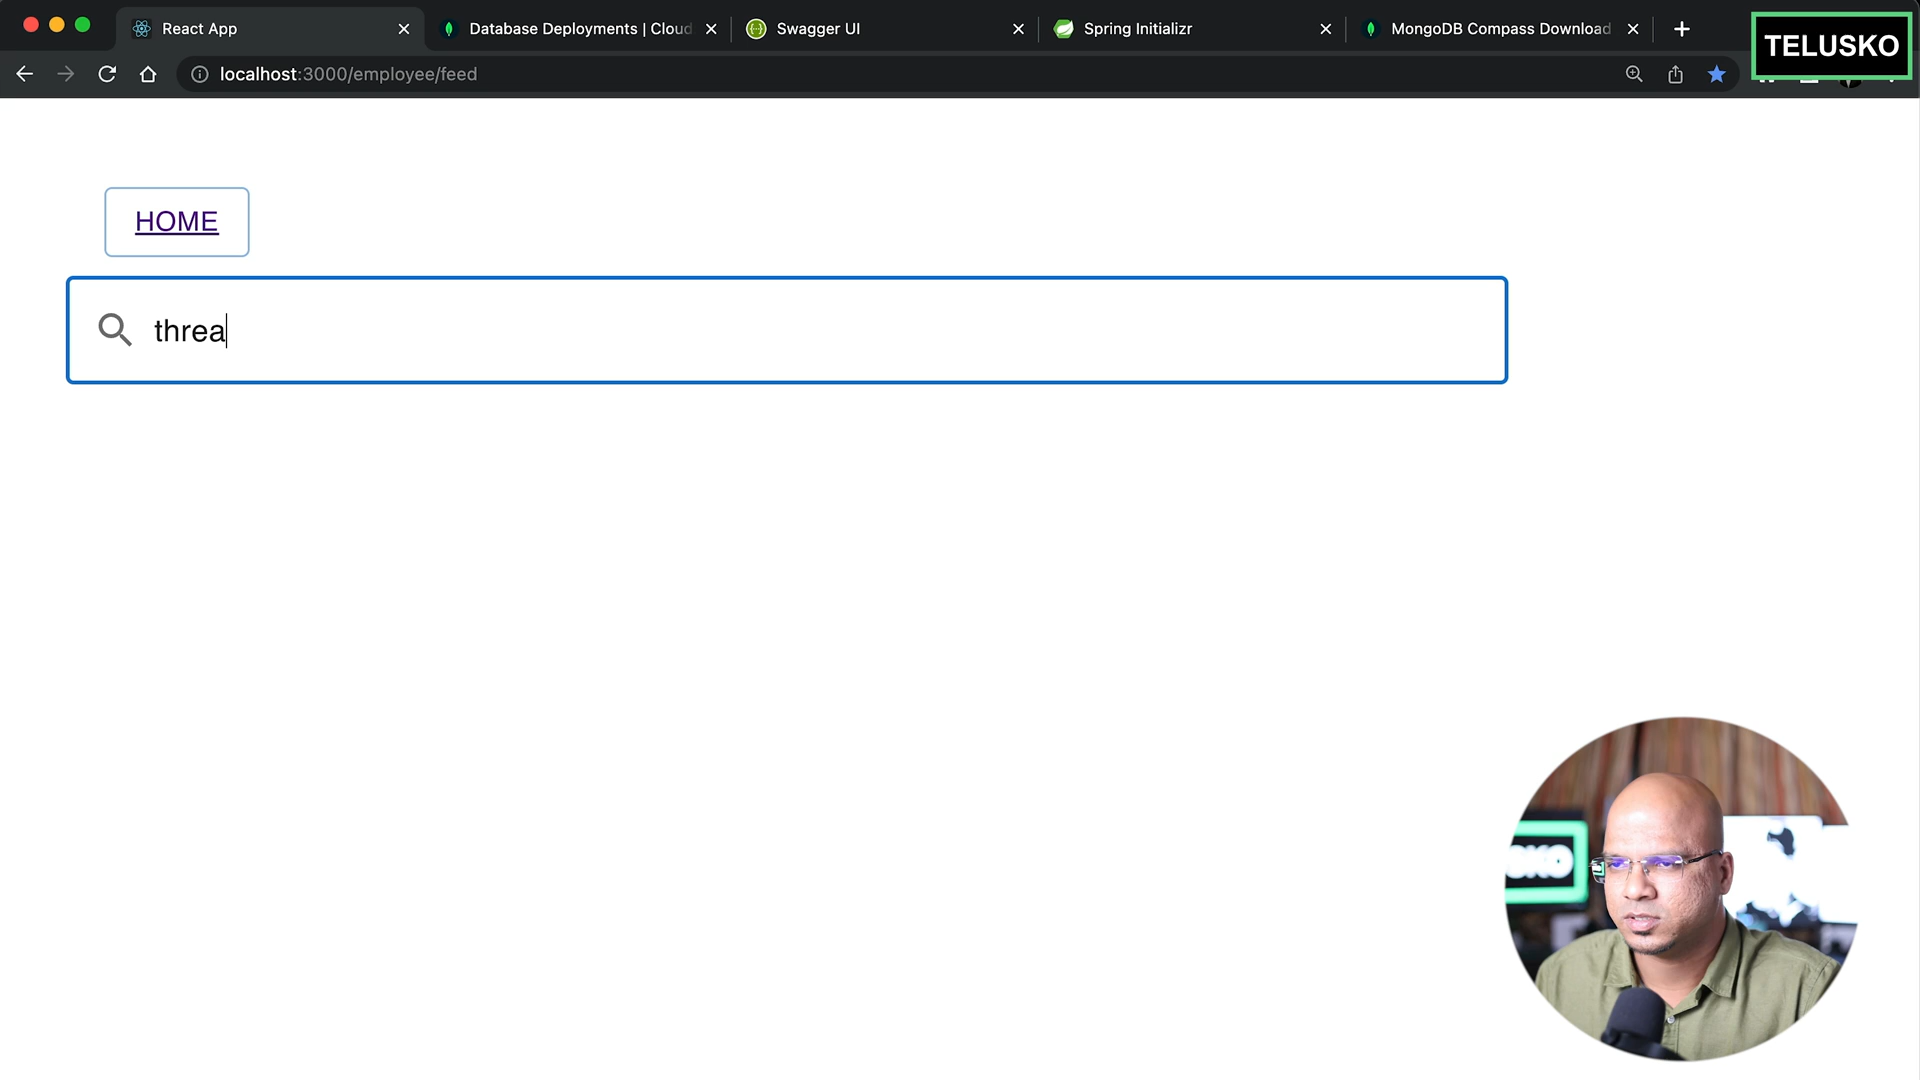 React App
Database Deployments | Cloud
Swagger UI
Spring Initializr
MongoDB Compass Download
TELUSKO
localhost:3000/employee/feed
HOME
threa
SKO